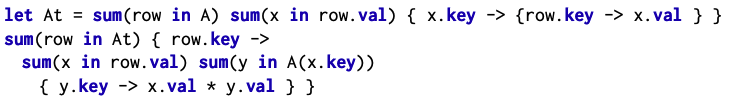 let At = sum(row in A) sum(x in row.val) { x.key -> {row.key -> x.val } }
sum(row in At) { row.key ->
sum(x in row.val) sum(y in A(x.key))
{ y.key -> x.val * y.val } }